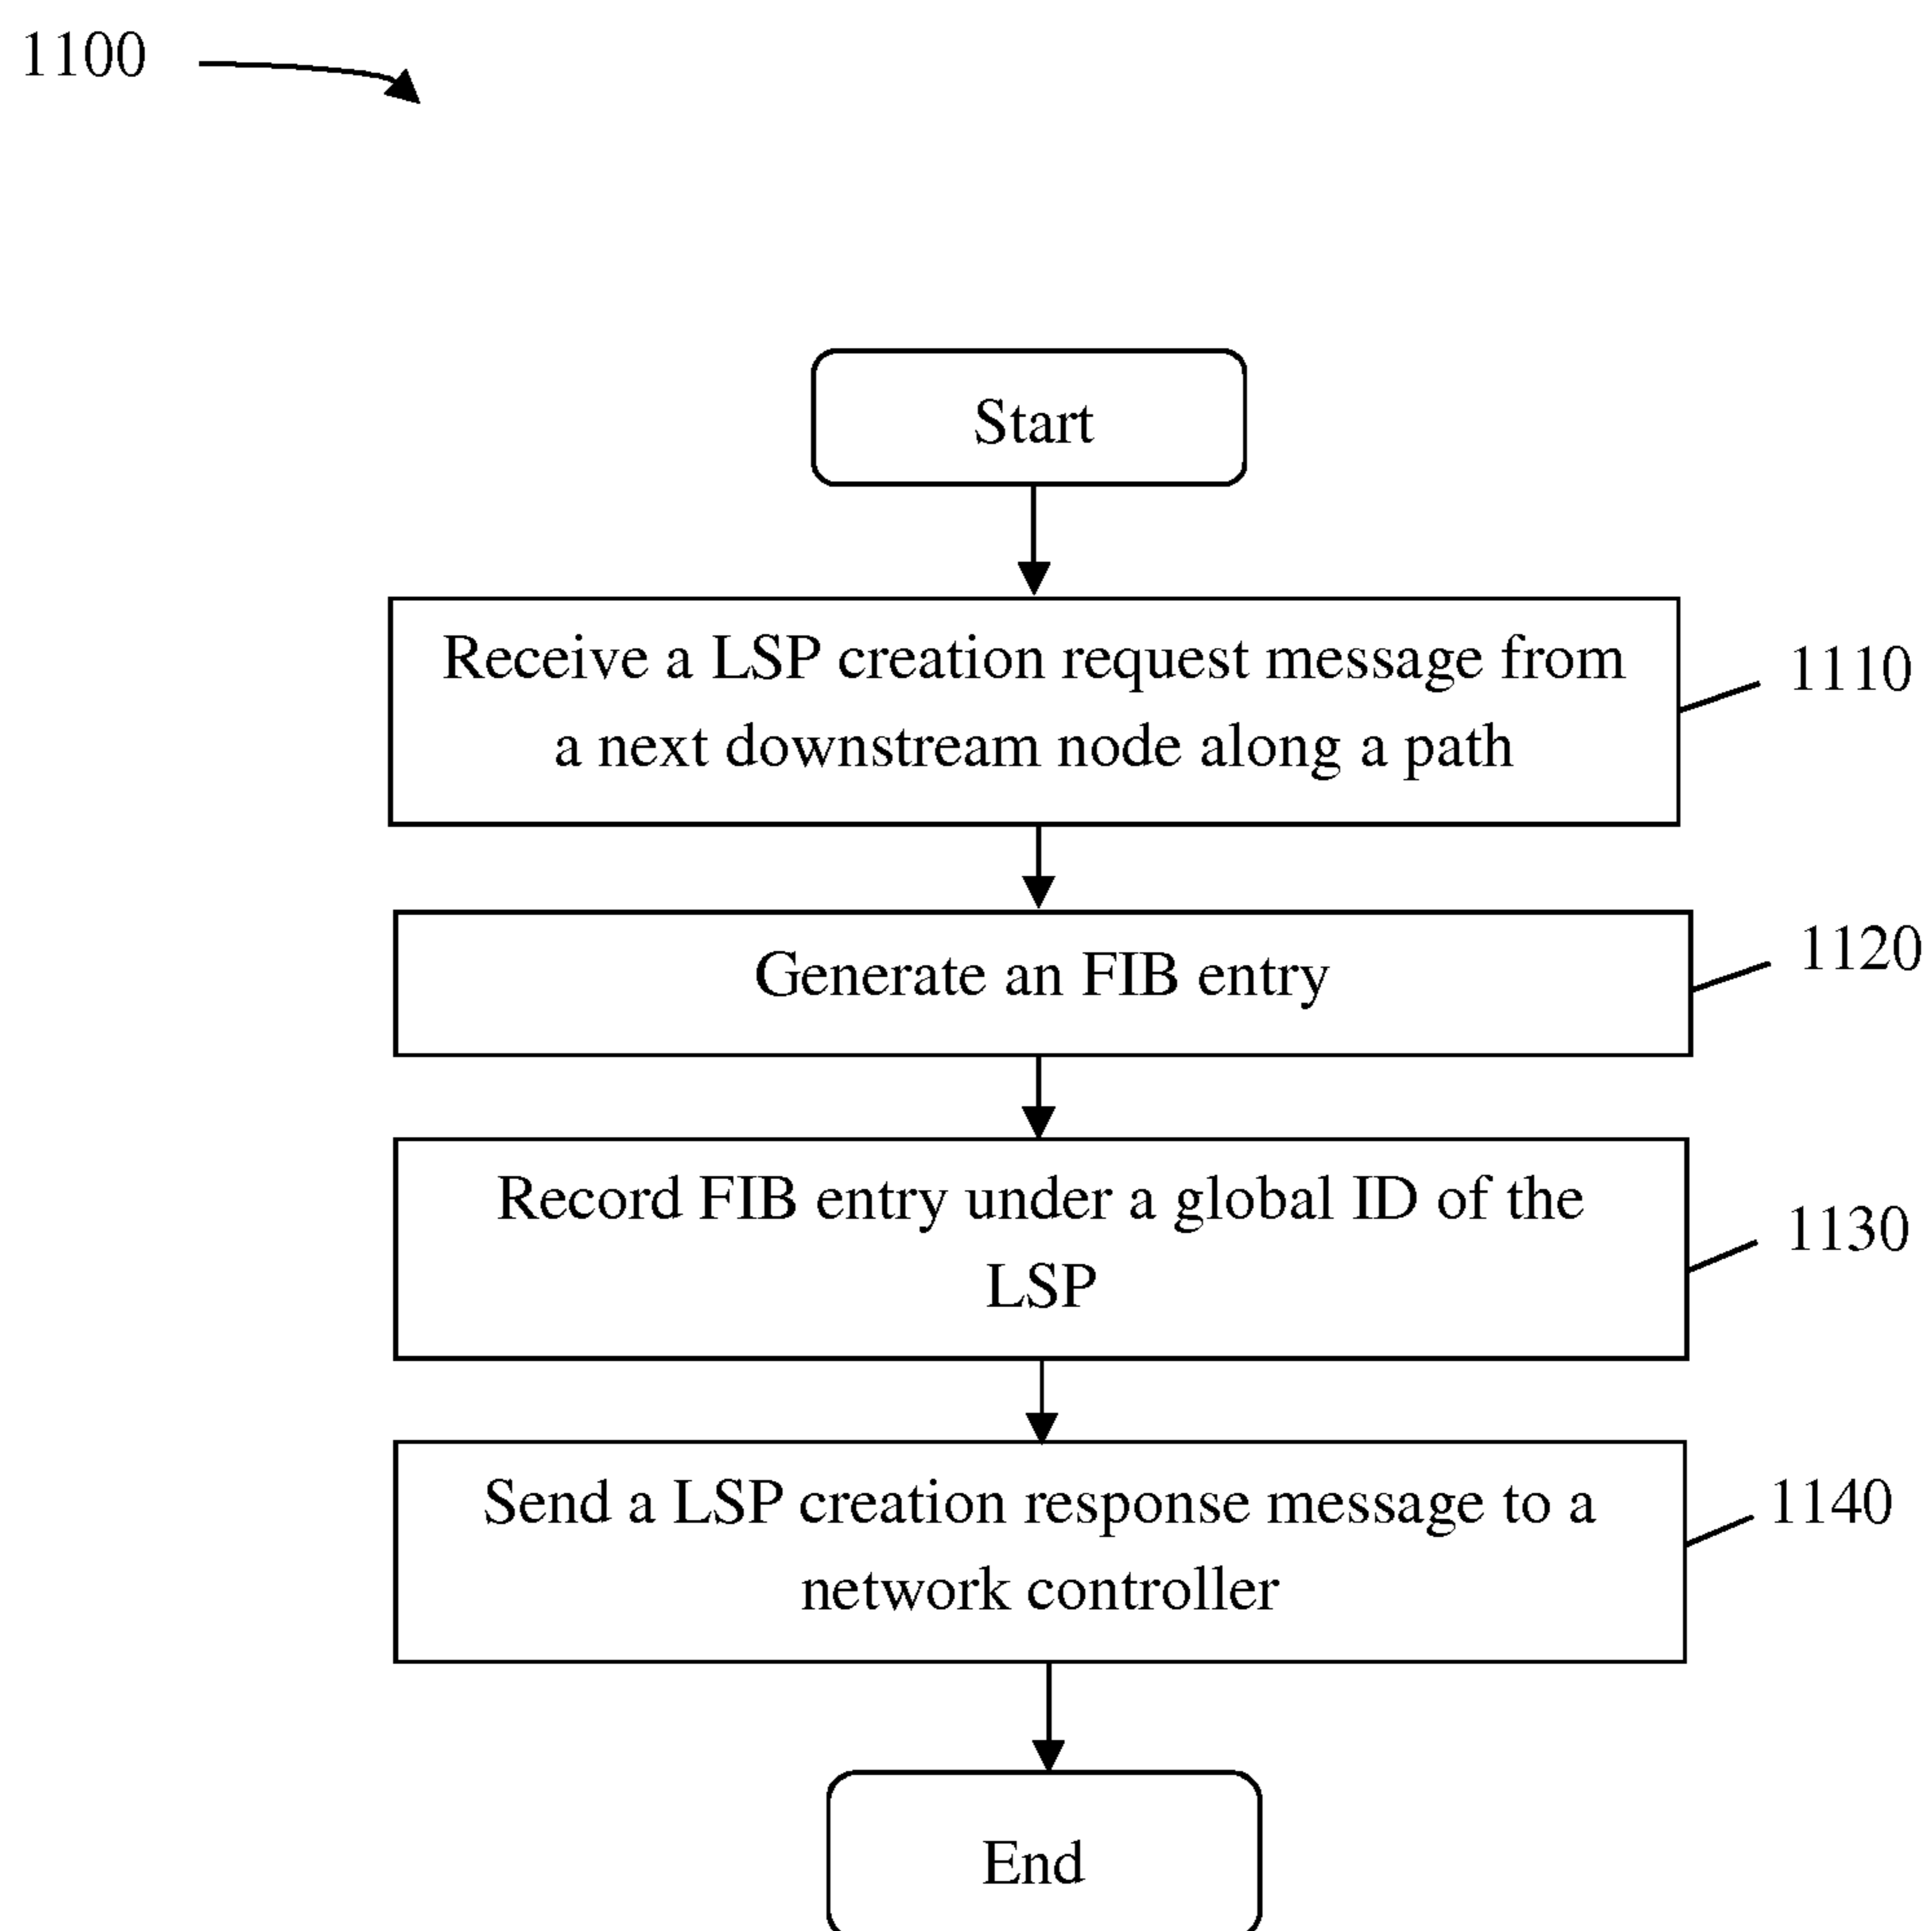 1100
Start
Receive a LSP creation request message from
a next downstream node along a path
1110
Generate an FIB entry
1120
Record FIB entry under a global ID of the
LSP
1130
Send a LSP creation response message to a
network controller
1140
End